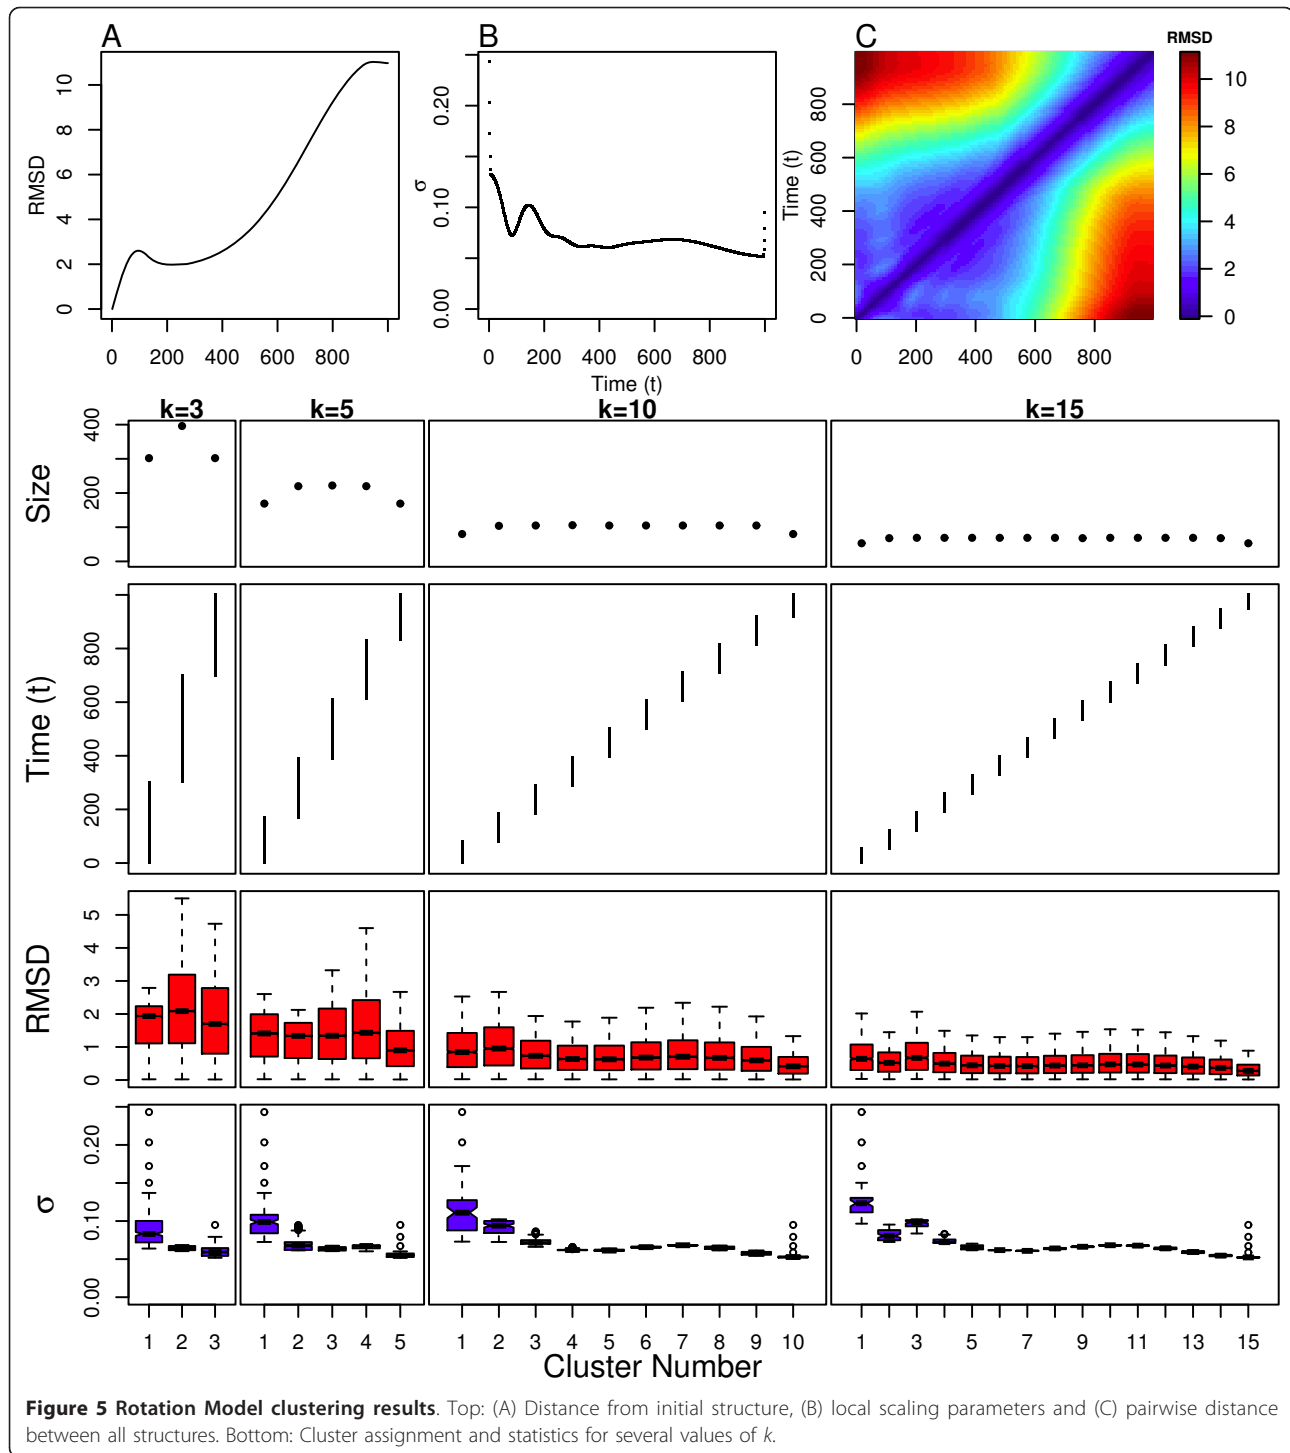 A
B
C
RMSD
RMSD
0 2 4 6 8 10
0 200 400 600 800
σ
0.00 0.10 0.20
0 200 400 600 800
Time (t)
Time (t)
0 200 400 600 800
0 200 400 600 800
0 2 4 6 8 10
k=3
k=5
k=10
k=15
Size
0 200 400
Time (t)
0 200 400 600 800
RMSD
0 1 2 3 4 5
σ
0.00 0.10 0.20
1 2 3
1 2 3 4 5
1 2 3 4 5 6 7 8 9 10
1 3 5 7 9 11 13 15
Cluster Number
Figure 5 Rotation Model clustering results. Top: (A) Distance from initial structure, (B) local scaling parameters and (C) pairwise distance
between all structures. Bottom: Cluster assignment and statistics for several values of k.